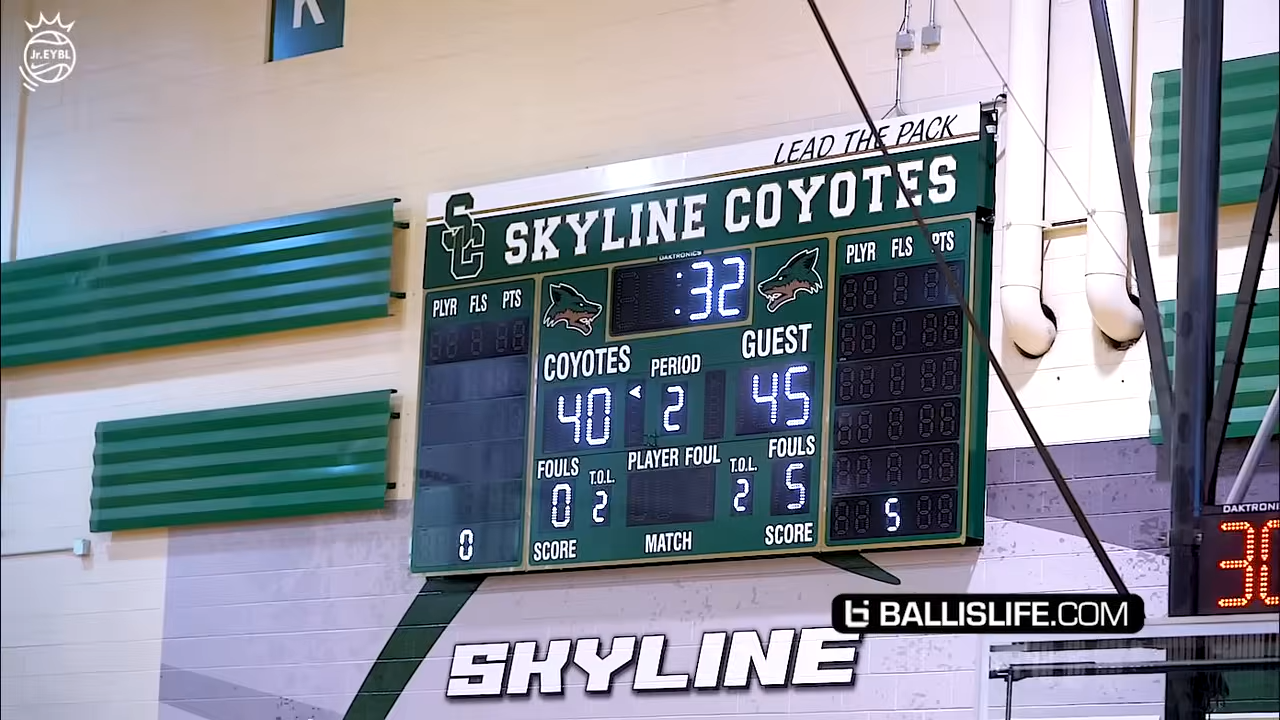 K
Jr.EYBL
LEAD THE PACK
SC
SKYLINE COYOTES
DAKTRONICS
:32
PLYR FLS PTS
PLYR FLS PTS
COYOTES
PERIOD
GUEST
40
2
45
FOULS
T.O.L.
PLAYER FOUL
T.O.L.
FOULS
0
2
2
5
SCORE
MATCH
SCORE
0
5
DAKTRONI
30
BALLISLIFE.COM
SKYLINE